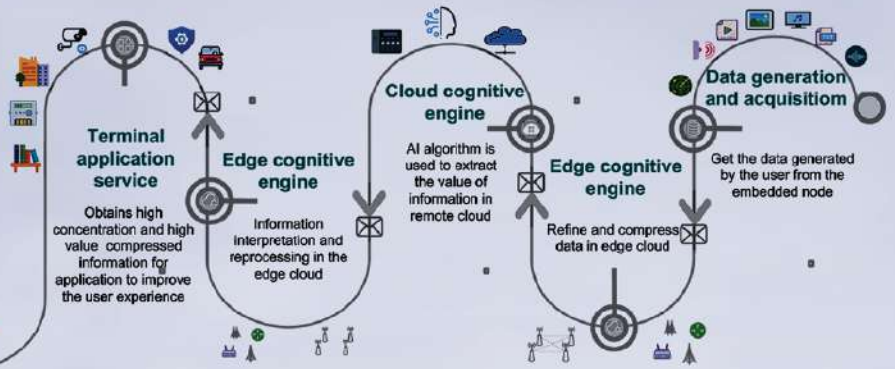 Terminal
application
service
Obtains high
concentration and high
value compressed
information for
application to improve
the user experience
Edge cognitive
engine
Information
interpretation and
reprocessing in the
edge cloud
Cloud cognitive
engine
AI algorithm is
used to extract
the value of
information in
remote cloud
Edge cognitive
engine
Refine and compress
data in edge cloud
Data generation
and acquisitiom
Get the data generated
by the user from the
embedded node